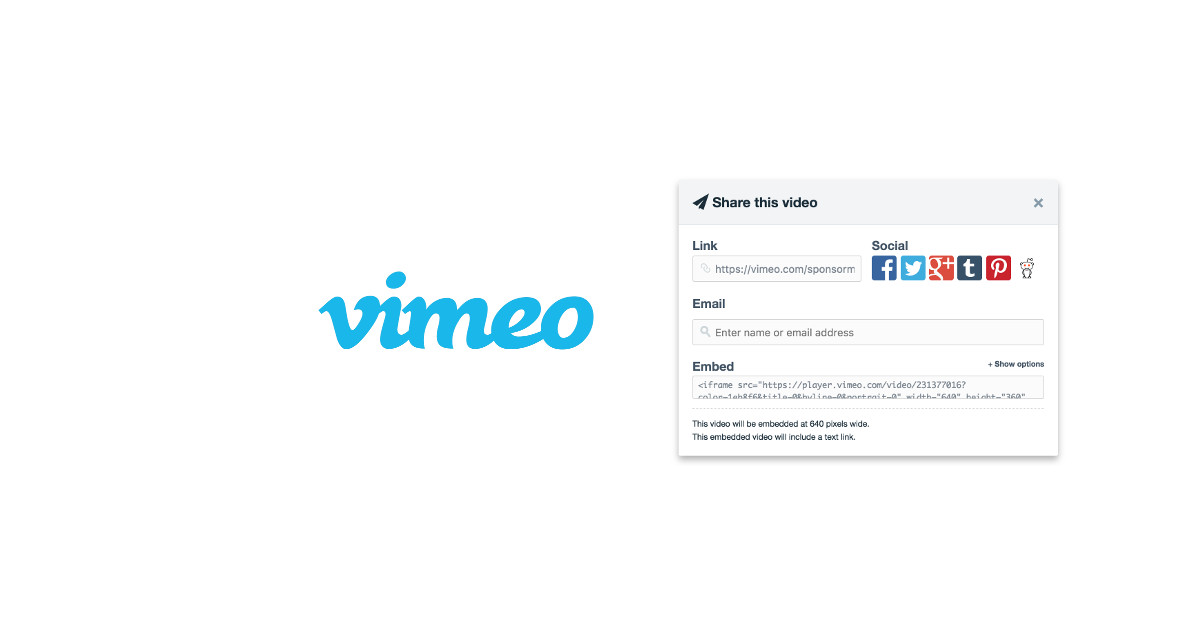 vimeo
Share this video
Link
Social
https://vimeo.com/sponsorm
Email
Enter name or email address
Embed
+ Show options
<iframe src="https://player.vimeo.com/video/231377016?
color=1eb8f6&title=0&byline=0&portrait=0" width="640" height="360"
This video will be embedded at 640 pixels wide.
This embedded video will include a text link.